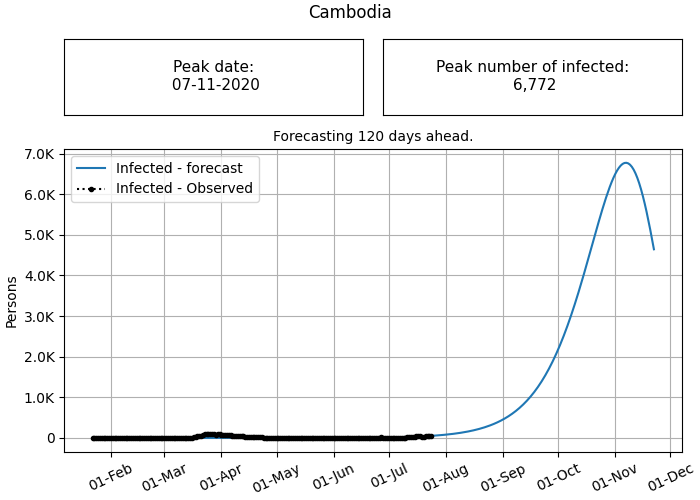 Cambodia
Peak date:
07-11-2020
Peak number of infected:
6,772
Forecasting 120 days ahead.
Infected - forecast
Infected - Observed
7.0K
6.0K
5.0K
4.0K
3.0K
2.0K
1.0K
0
Persons
01-Feb
01-Mar
01-Apr
01-May
01-Jun
01-Jul
01-Aug
01-Sep
01-Oct
01-Nov
01-Dec